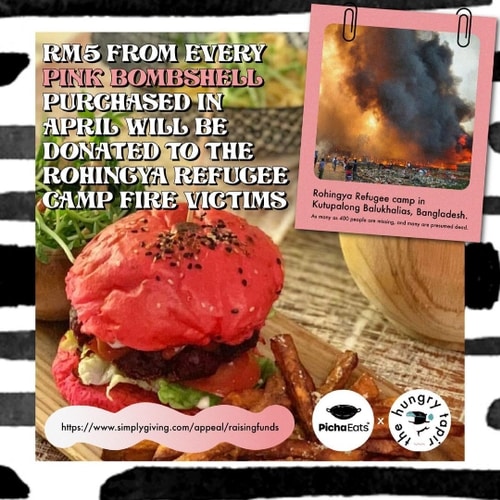 RM5 FROM EVERY
PINK BOMBSHELL
PURCHASED IN
APRIL WILL BE
DONATED TO THE
ROHINGYA REFUGEE
CAMP FIRE VICTIMS
Rohingya Refugee camp in
Kutupalong Balukhalias, Bangladesh.
As many as 400 people are missing, and many are presumed dead.
https://www.simplygiving.com/appeal/raisingfunds
PichaEats
x
the hungry tapir